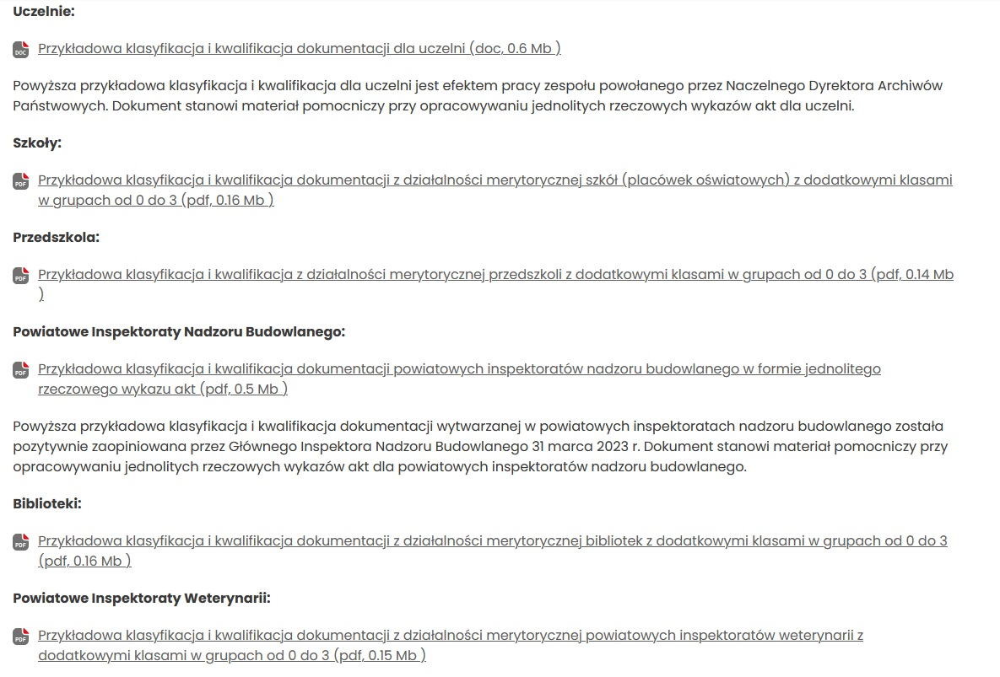 Uczelnie:
DOC
Przykładowa klasyfikacja i kwalifikacja dokumentacji dla uczelni (doc, 0.6 Mb )
Powyższa przykładowa klasyfikacja i kwalifikacja dla uczelni jest efektem pracy zespołu powołanego przez Naczelnego Dyrektora Archiwów
Państwowych. Dokument stanowi materiał pomocniczy przy opracowywaniu jednolitych rzeczowych wykazów akt dla uczelni.
Szkoły:
PDF
Przykładowa klasyfikacja i kwalifikacja dokumentacji z działalności merytorycznej szkół (placówek oświatowych) z dodatkowymi klasami
w grupach od 0 do 3 (pdf, 0.16 Mb )
Przedszkola:
PDF
Przykładowa klasyfikacja i kwalifikacja z działalności merytorycznej przedszkoli z dodatkowymi klasami w grupach od 0 do 3 (pdf, 0.14 Mb
)
Powiatowe Inspektoraty Nadzoru Budowlanego:
PDF
Przykładowa klasyfikacja i kwalifikacja dokumentacji powiatowych inspektoratów nadzoru budowlanego w formie jednolitego
rzeczowego wykazu akt (pdf, 0.5 Mb )
Powyższa przykładowa klasyfikacja i kwalifikacja dokumentacji wytwarzanej w powiatowych inspektoratach nadzoru budowlanego została
pozytywnie zaopiniowana przez Głównego Inspektora Nadzoru Budowlanego 31 marca 2023 r. Dokument stanowi materiał pomocniczy przy
opracowywaniu jednolitych rzeczowych wykazów akt dla powiatowych inspektoratów nadzoru budowlanego.
Biblioteki:
PDF
Przykładowa klasyfikacja i kwalifikacja dokumentacji z działalności merytorycznej bibliotek z dodatkowymi klasami w grupach od 0 do 3
(pdf, 0.16 Mb )
Powiatowe Inspektoraty Weterynarii:
PDF
Przykładowa klasyfikacja i kwalifikacja dokumentacji z działalności merytorycznej powiatowych inspektoratów weterynarii z
dodatkowymi klasami w grupach od 0 do 3 (pdf, 0.15 Mb )